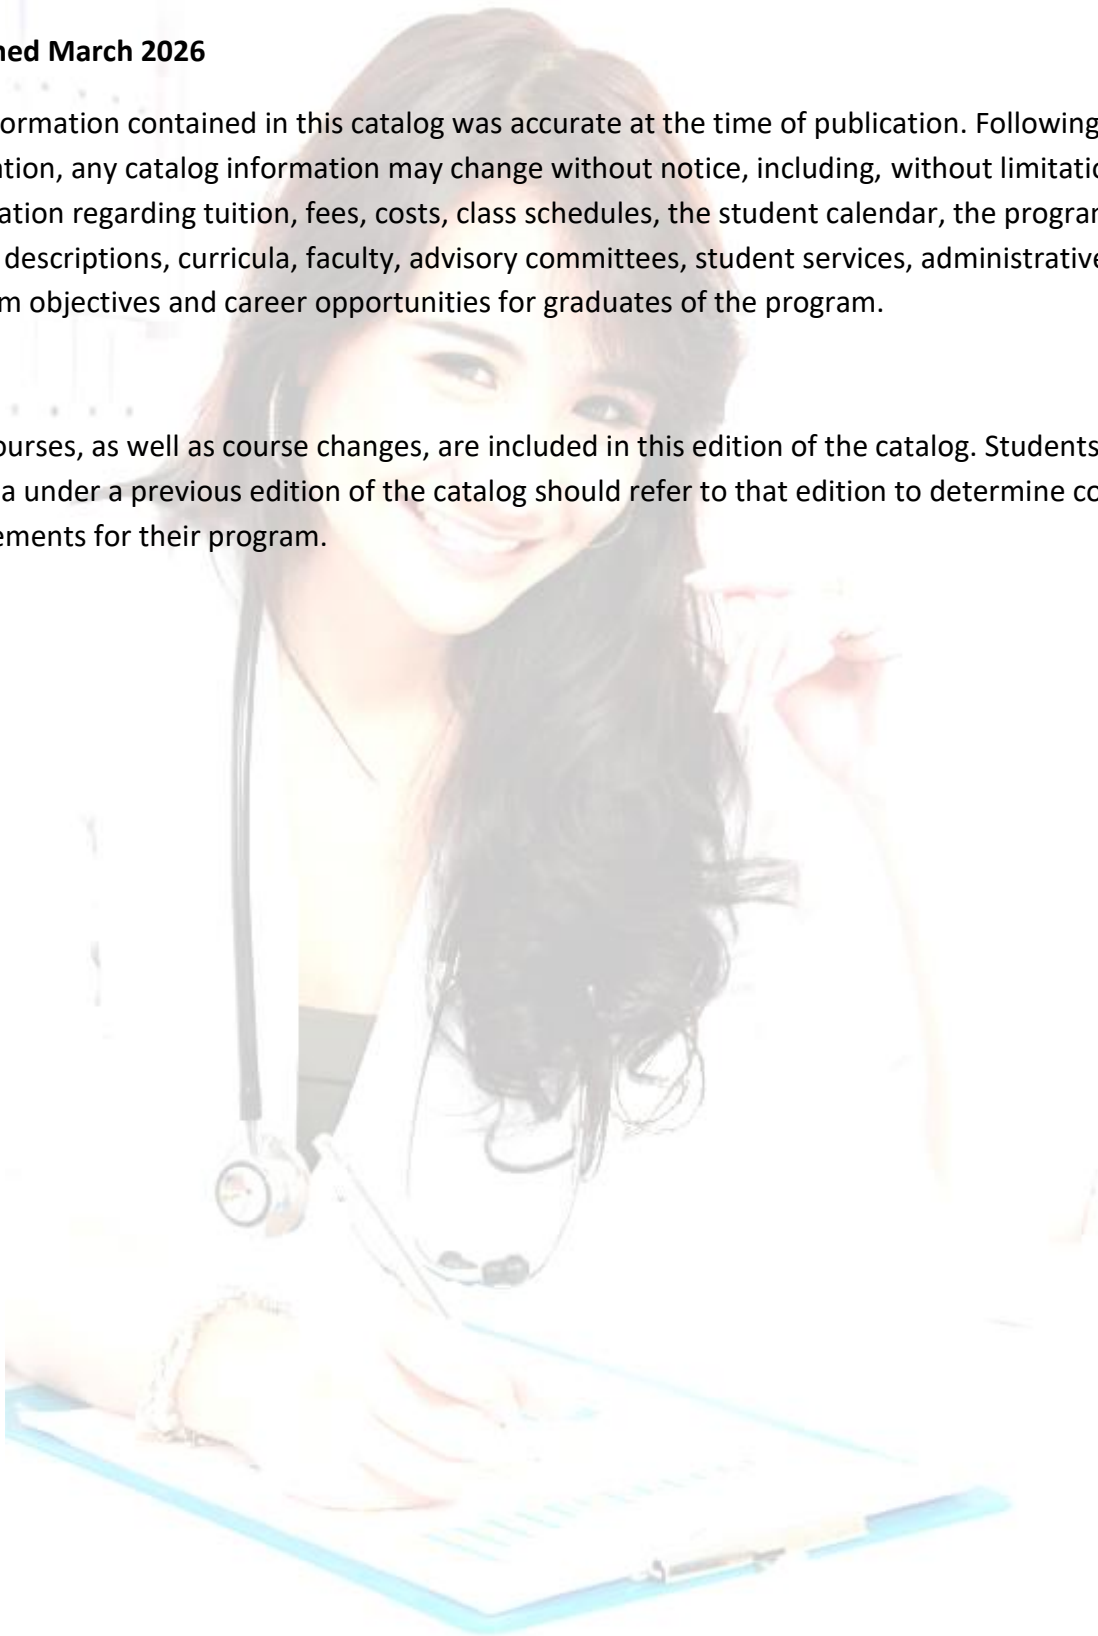 ned March 2026
ormation contained in this catalog was accurate at the time of publication. Following
ation, any catalog information may change without notice, including, without limitatio
ation regarding tuition, fees, costs, class schedules, the student calendar, the program
descriptions, curricula, faculty, advisory committees, student services, administrative
m objectives and career opportunities for graduates of the program.
ourses, as well as course changes, are included in this edition of the catalog. Students
a under a previous edition of the catalog should refer to that edition to determine co
ements for their program.